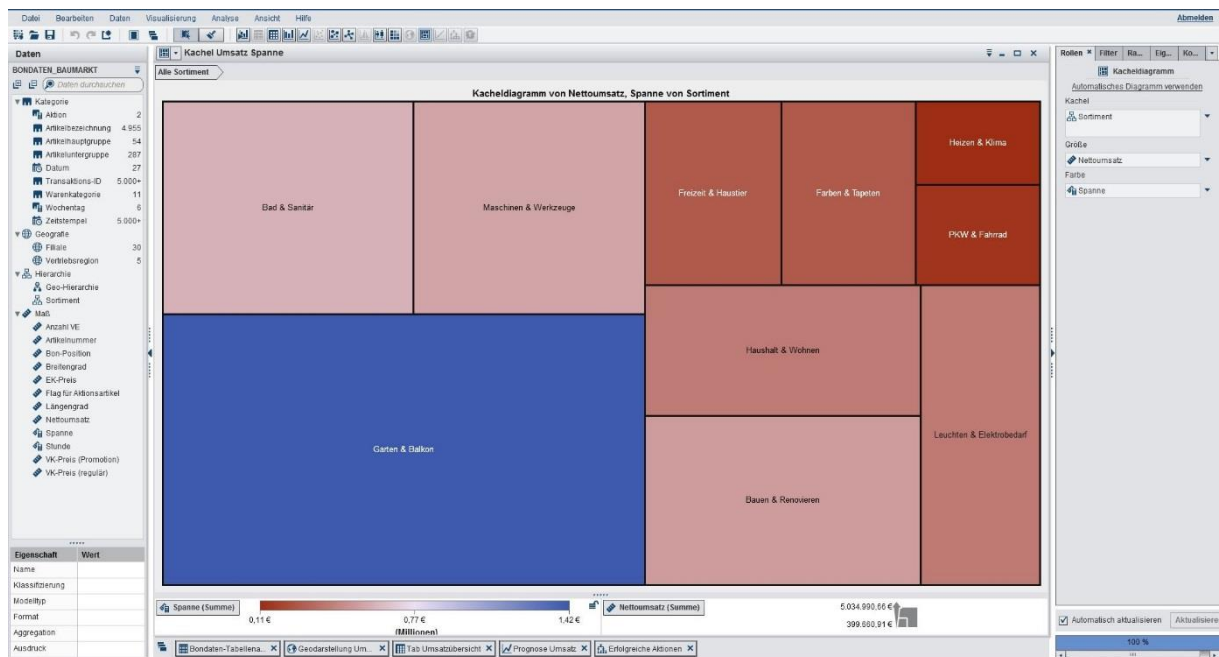 Datei Bearbeiten Daten Visualisierung Analyse Ansicht Hilfe Abmelden
Daten
BONDATEN_BAUMARKT
Daten durchsuchen
Kategorie
Aktion 2
Artikelbezeichnung 4.955
Artikelhauptgruppe 54
Artikeluntergruppe 287
Datum 27
Transaktions-ID 5.000+
Warenkategorie 11
Wochentag 6
Zeitstempel 5.000+
Geografie
Filiale 30
Vertriebsregion 5
Hierarchie
Geo-Hierarchie
Sortiment
Maß
Anzahl VE
Artikelnummer
Bon-Position
Breitengrad
EK-Preis
Flag für Aktionsartikel
Längengrad
Nettoumsatz
Spanne
Stunde
VK-Preis (Promotion)
VK-Preis (regulär)
Eigenschaft Wert
Name
Klassifizierung
Modelltyp
Format
Aggregation
Ausdruck
Kachel Umsatz Spanne
Alle Sortiment
Kacheldiagramm von Nettoumsatz, Spanne von Sortiment
Bad & Sanitär
Maschinen & Werkzeuge
Freizeit & Haustier
Farben & Tapeten
Heizen & Klima
PKW & Fahrrad
Garten & Balkon
Haushalt & Wohnen
Bauen & Renovieren
Leuchten & Elektrobedarf
Spanne (Summe)
0,11 € 0,77 € 1,42 €
(Millionen)
Nettoumsatz (Summe)
5.034.990,66 €
399.660,91 €
Bondaten-Tabellena... Geodarstellung Um... Tab Umsatzübersicht Prognose Umsatz Erfolgreiche Aktionen
Rollen Filter Ra... Eig... Ko...
Kacheldiagramm
Automatisches Diagramm verwenden
Kachel
Sortiment
Größe
Nettoumsatz
Farbe
Spanne
Automatisch aktualisieren Aktualisiere
100 %